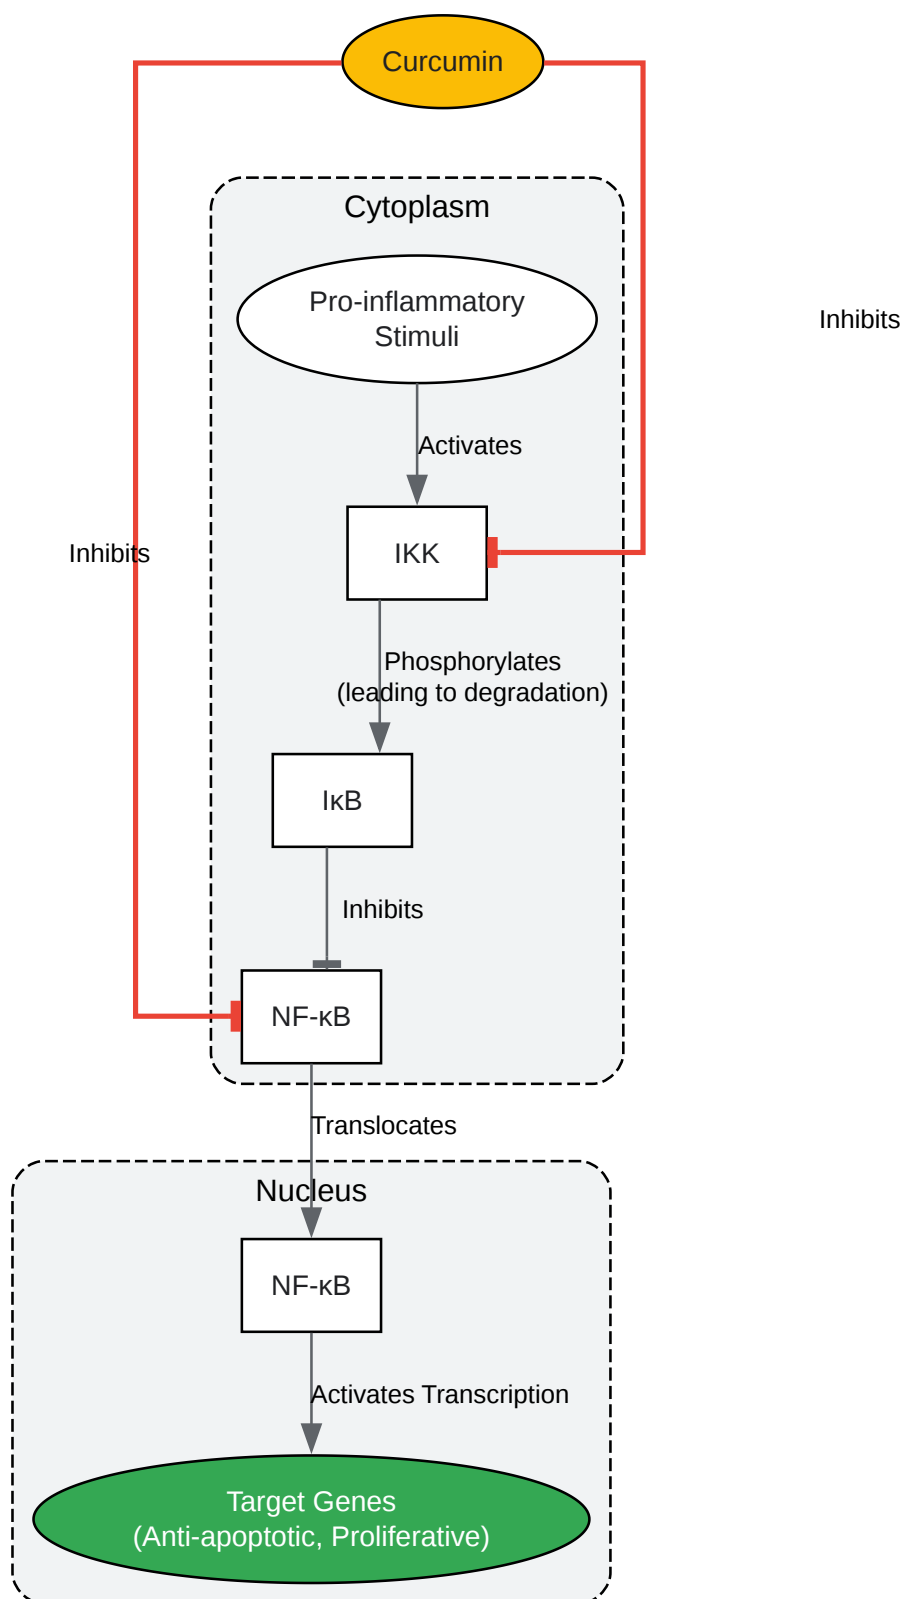 Curcumin
Cytoplasm
Pro-inflammatory
Stimuli
Inhibits
Activates
IKK
Inhibits
Phosphorylates
(leading to degradation)
IκB
Inhibits
NF-κB
Translocates
Nucleus
NF-κB
Activates Transcription
Target Genes
(Anti-apoptotic, Proliferative)